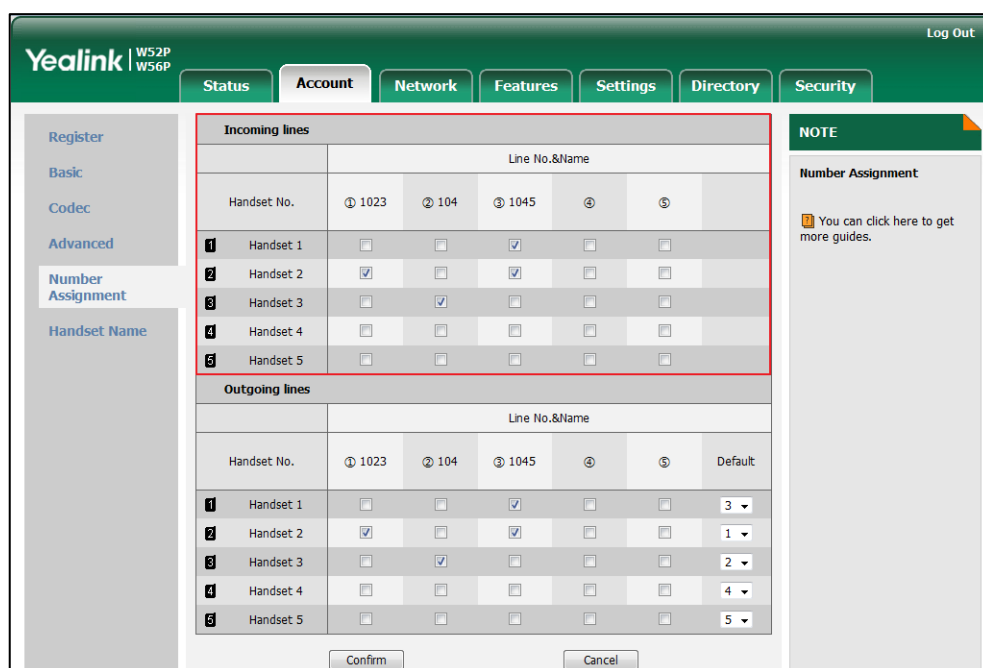 Log Out
Yealink | W52P W56P
Status Account Network Features Settings Directory Security
Register
Basic
Codec
Advanced
Number Assignment
Handset Name
Incoming lines
Line No.&Name
Handset No. ① 1023 ② 104 ③ 1045 ④ ⑤
1 Handset 1
2 Handset 2
3 Handset 3
4 Handset 4
5 Handset 5
Outgoing lines
Line No.&Name
Handset No. ① 1023 ② 104 ③ 1045 ④ ⑤ Default
1 Handset 1 3
2 Handset 2 1
3 Handset 3 2
4 Handset 4 4
5 Handset 5 5
Confirm Cancel
NOTE
Number Assignment
? You can click here to get
more guides.